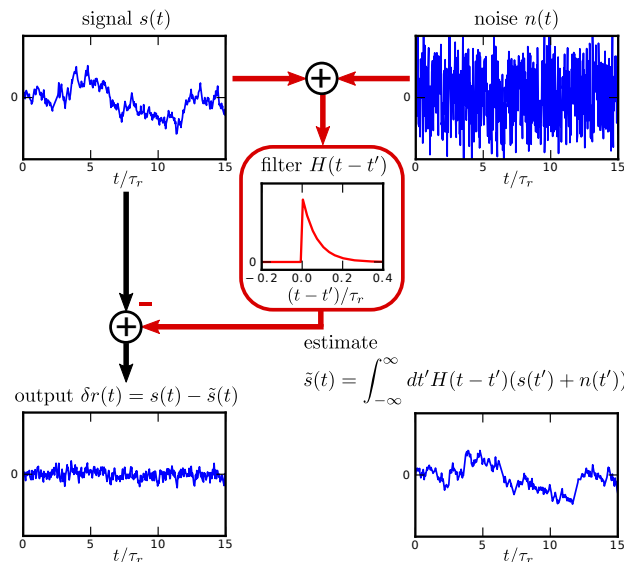 signal s(t)
noise n(t)
0
0 5 10 15
t/τ_r
0
0 5 10 15
t/τ_r
filter H(t − t′)
0
−0.2 0.0 0.2 0.4
(t − t′)/τ_r
estimate
s̃(t) = ∫_{−∞}^{∞} dt′H(t − t′)(s(t′) + n(t′))
output δr(t) = s(t) − s̃(t)
0
0 5 10 15
t/τ_r
0
0 5 10 15
t/τ_r